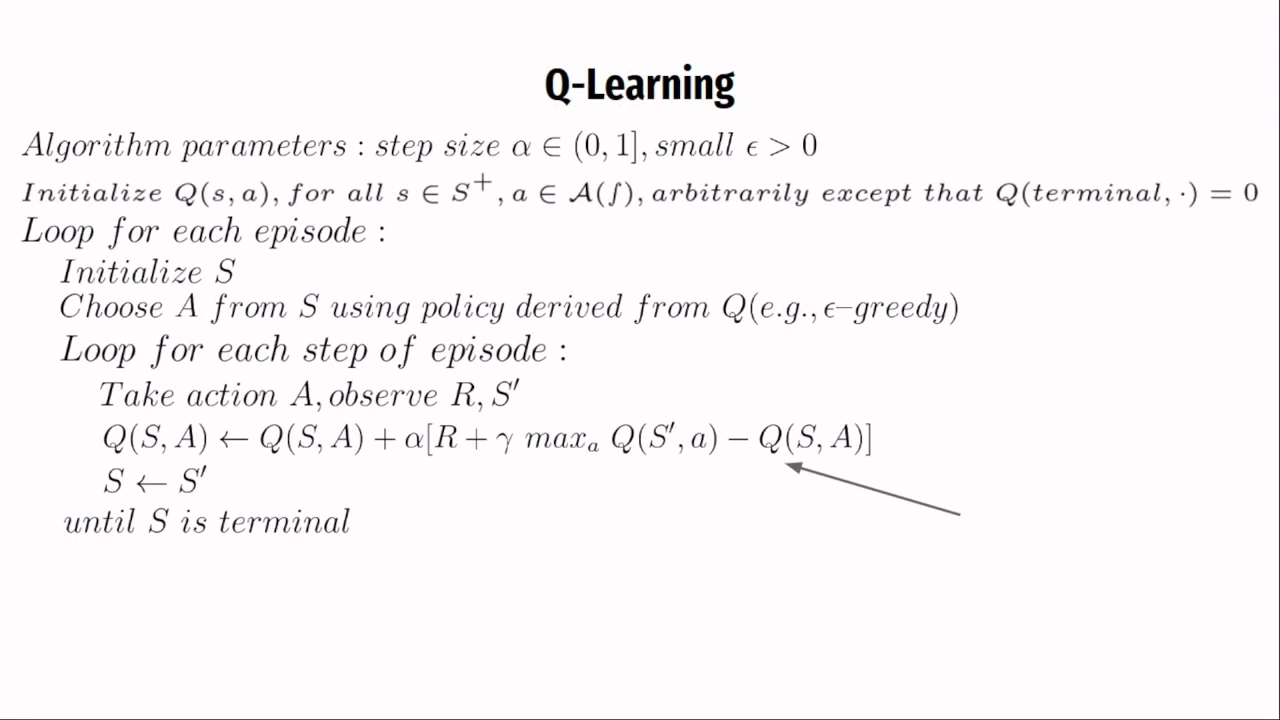 Q-Learning
Algorithm parameters : step size α ∈ (0, 1], small ϵ > 0
Initialize Q(s, a), for all s ∈ S⁺, a ∈ 𝒜(∫), arbitrarily except that Q(terminal, ·) = 0
Loop for each episode :
Initialize S
Choose A from S using policy derived from Q(e.g., ϵ–greedy)
Loop for each step of episode :
Take action A, observe R, S′
Q(S, A) ← Q(S, A) + α[R + γ maxₐ Q(S′, a) − Q(S, A)]
S ← S′
until S is terminal